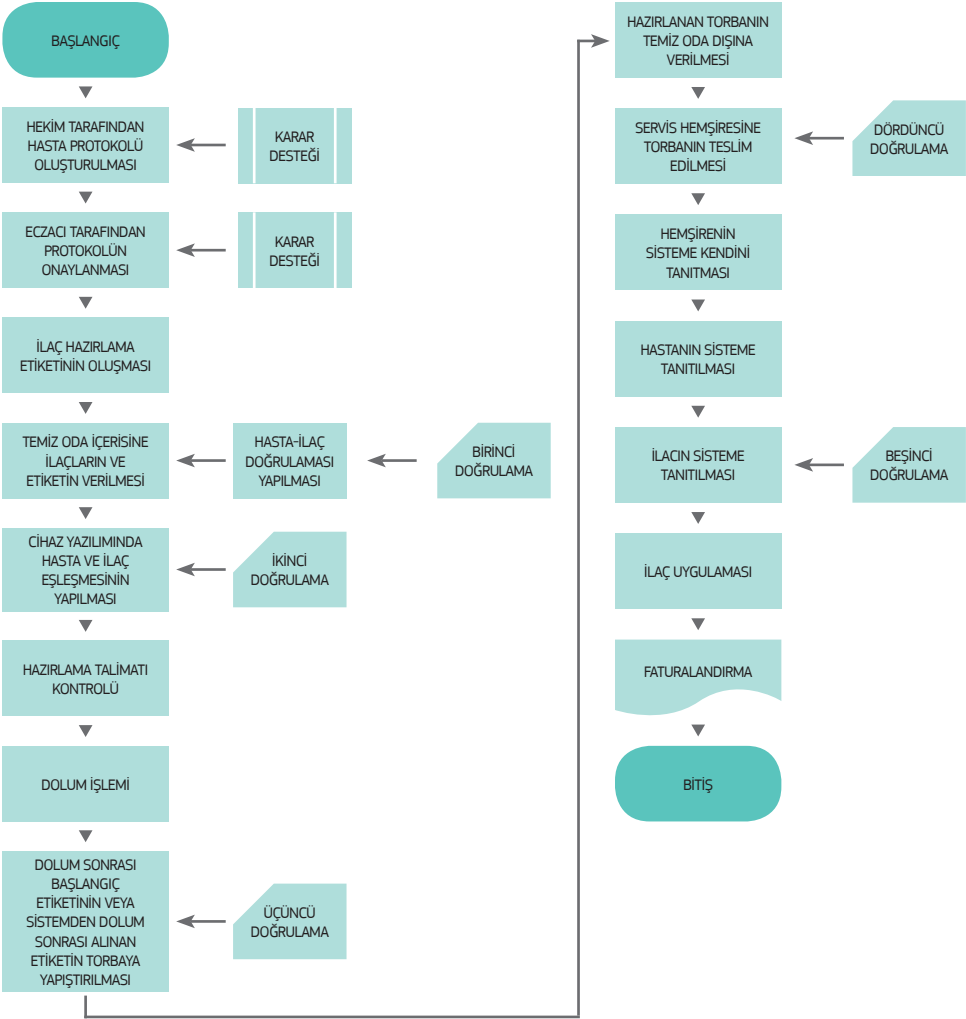 BAŞLANGIÇ
HEKİM TARAFINDAN
HASTA PROTOKOLÜ
OLUŞTURULMASI
KARAR
DESTEĞİ
ECZACI TARAFINDAN
PROTOKOLÜN
ONAYLANMASI
KARAR
DESTEĞİ
İLAÇ HAZIRLAMA
ETİKETİNİN OLUŞMASI
TEMİZ ODA İÇERİSİNE
İLAÇLARIN VE
ETİKETİN VERİLMESİ
HASTA-İLAÇ
DOĞRULAMASI
YAPILMASI
BİRİNCİ
DOĞRULAMA
CİHAZ YAZILIMINDA
HASTA VE İLAÇ
EŞLEŞMESİNİN
YAPILMASI
İKİNCİ
DOĞRULAMA
HAZIRLAMA TALİMATI
KONTROLÜ
DOLUM İŞLEMİ
DOLUM SONRASI
BAŞLANGIÇ
ETİKETİNİN VEYA
SİSTEMDEN DOLUM
SONRASI ALINAN
ETİKETİN TORBAYA
YAPIŞTIRILMASI
ÜÇÜNCÜ
DOĞRULAMA
HAZIRLANAN TORBANIN
TEMİZ ODA DIŞINA
VERİLMESİ
SERVİS HEMŞİRESİNE
TORBANIN TESLİM
EDİLMESİ
DÖRDÜNCÜ
DOĞRULAMA
HEMŞİRENİN
SİSTEME KENDİNİ
TANITMASI
HASTANIN SİSTEME
TANITILMASI
İLACIN SİSTEME
TANITILMASI
BEŞİNCİ
DOĞRULAMA
İLAÇ UYGULAMASI
FATURALANDIRMA
BİTİŞ